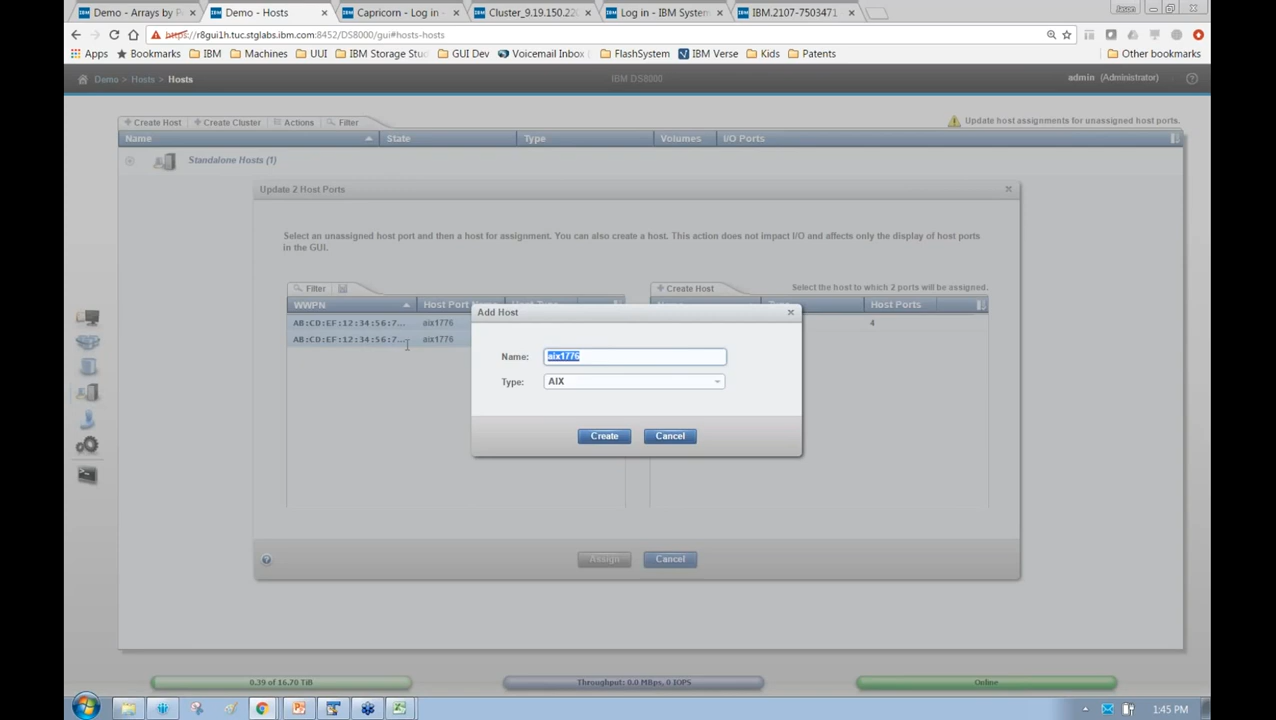 Demo - Arrays by P
Demo - Hosts
Capricorn - Log in -
Cluster_9.19.150.220
Log in - IBM System
IBM.2107-7503471
https://r8gui1h.tuc.stglabs.ibm.com:8452/DS8000/gui#hosts-hosts
Apps
Bookmarks
IBM
Machines
UUI
IBM Storage Stud
GUI Dev
Voicemail Inbox
FlashSystem
IBM Verse
Kids
Patents
Other bookmarks
Demo > Hosts > Hosts
IBM DS8000
admin (Administrator)
Create Host
Create Cluster
Actions
Filter
Update host assignments for unassigned host ports.
Name
State
Type
Volumes
I/O Ports
Standalone Hosts (1)
Update 2 Host Ports
Select an unassigned host port and then a host for assignment. You can also create a host. This action does not impact I/O and affects only the display of host ports
in the GUI.
Filter
Create Host
Select the host to which 2 ports will be assigned.
WWPN
Host Port Name
Host Type
Host Ports
AB:CD:EF:12:34:56:7...
aix1776
4
AB:CD:EF:12:34:56:7...
aix1776
Add Host
Name:
aix1776
Type:
AIX
Create
Cancel
Assign
Cancel
0.39 of 16.70 TiB
Throughput: 0.0 MBps, 0 IOPS
Online
1:45 PM